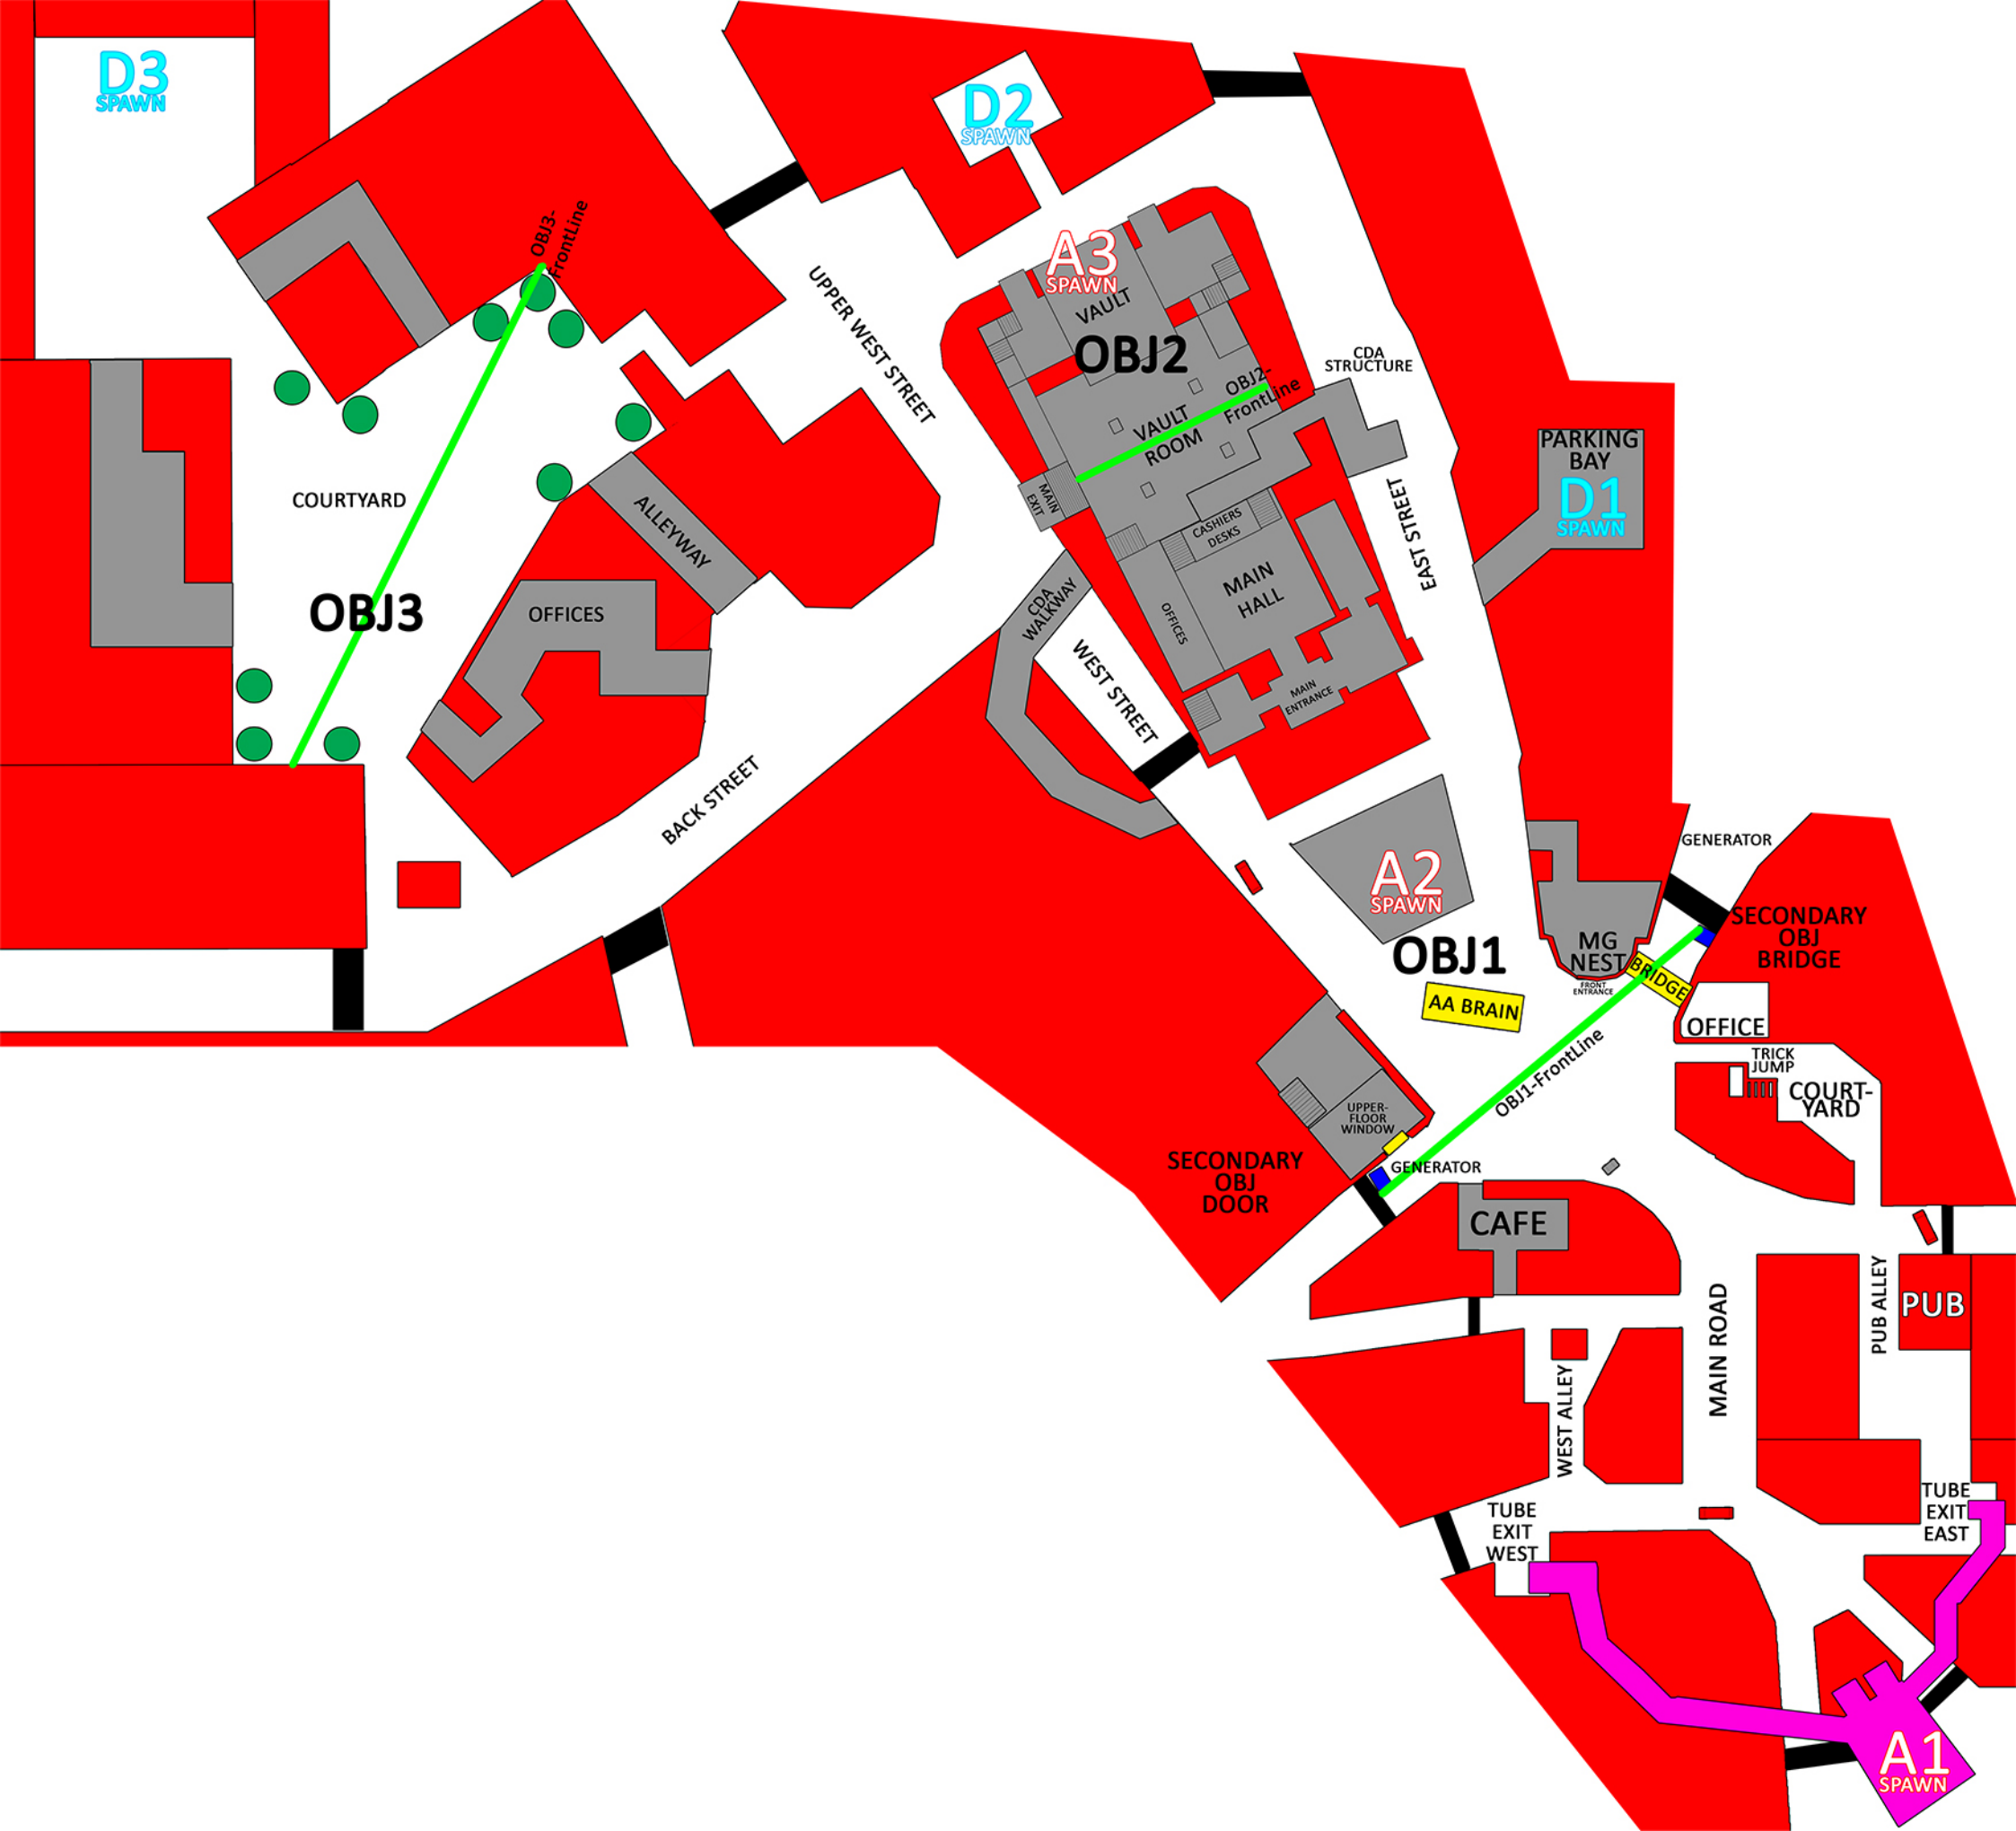 D3
SPAWN
D2
SPAWN
OBJ3-
FrontLine
UPPER WEST STREET
A3
SPAWN
VAULT
OBJ2
CDA
STRUCTURE
OBJ2-
FrontLine
VAULT
ROOM
MAIN
EXIT
CASHIERS
DESKS
EAST STREET
PARKING
BAY
D1
SPAWN
COURTYARD
ALLEYWAY
OBJ3
OFFICES
CDA
WALKWAY
MAIN
HALL
OFFICES
WEST STREET
MAIN
ENTRANCE
BACK STREET
A2
SPAWN
OBJ1
AA BRAIN
GENERATOR
MG
NEST
FRONT
ENTRANCE
BRIDGE
SECONDARY
OBJ
BRIDGE
OFFICE
TRICK
JUMP
COURT-
YARD
OBJ1-FrontLine
UPPER-
FLOOR
WINDOW
GENERATOR
SECONDARY
OBJ
DOOR
CAFE
MAIN ROAD
PUB ALLEY
PUB
WEST ALLEY
TUBE
EXIT
WEST
TUBE
EXIT
EAST
A1
SPAWN